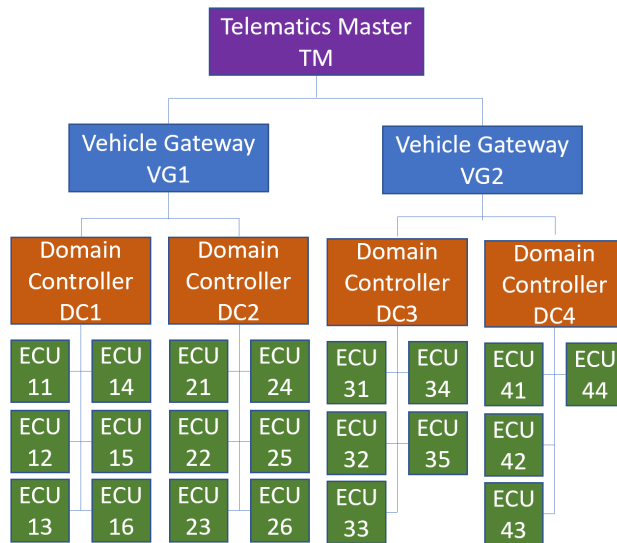 Telematics Master
TM
Vehicle Gateway
VG1
Vehicle Gateway
VG2
Domain
Controller
DC1
Domain
Controller
DC2
Domain
Controller
DC3
Domain
Controller
DC4
ECU
11
ECU
14
ECU
21
ECU
24
ECU
31
ECU
34
ECU
41
ECU
44
ECU
12
ECU
15
ECU
22
ECU
25
ECU
32
ECU
35
ECU
42
ECU
13
ECU
16
ECU
23
ECU
26
ECU
33
ECU
43